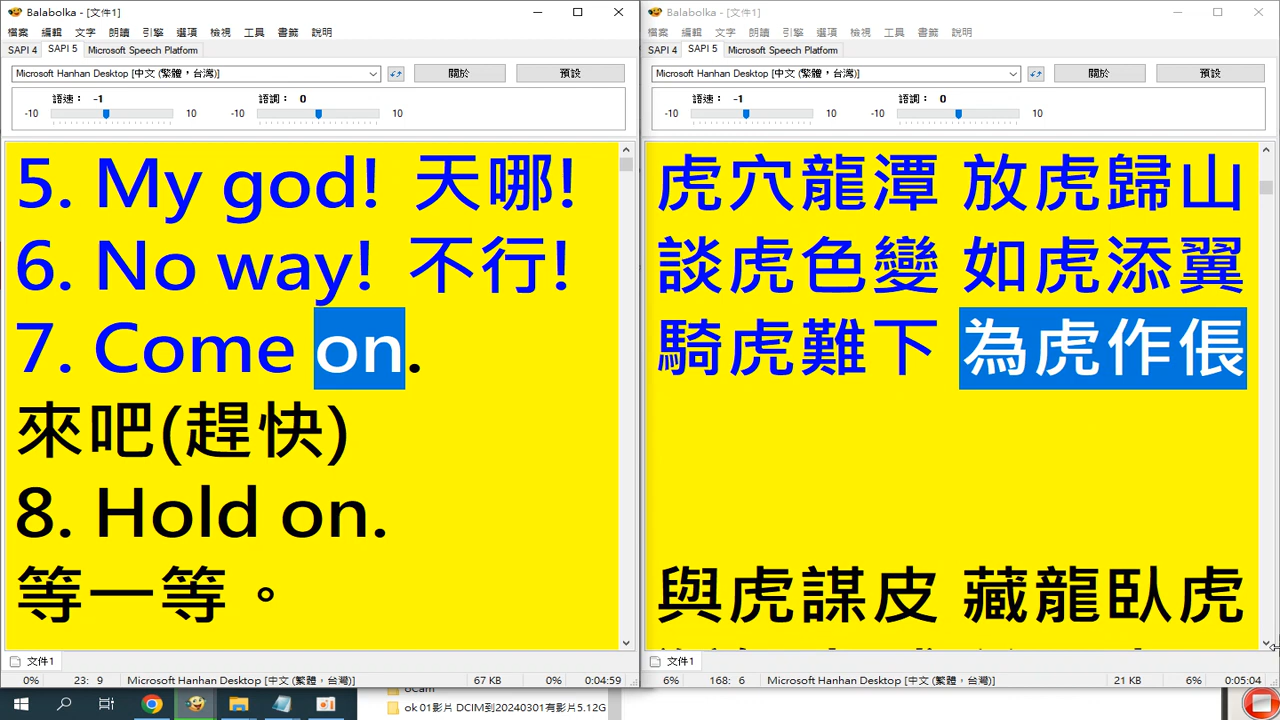 Balabolka - [文件1]
檔案 編輯 文字 朗讀 引擎 選項 檢視 工具 書籤 說明
SAPI 4 SAPI 5 Microsoft Speech Platform
Microsoft Hanhan Desktop [中文 (繁體，台灣)] 關於 預設
語速： -1 語調： 0
-10 10 -10 10
5. My god! 天哪!
6. No way! 不行!
7. Come on.
來吧(趕快)
8. Hold on.
等一等。
文件1
0% 23: 9 Microsoft Hanhan Desktop [中文 (繁體，台灣)] 67 KB 0% 0:04:59
Balabolka - [文件1]
檔案 編輯 文字 朗讀 引擎 選項 檢視 工具 書籤 說明
SAPI 4 SAPI 5 Microsoft Speech Platform
Microsoft Hanhan Desktop [中文 (繁體，台灣)] 關於 預設
語速： -1 語調： 0
-10 10 -10 10
虎穴龍潭 放虎歸山
談虎色變 如虎添翼
騎虎難下 為虎作倀
與虎謀皮 藏龍臥虎
文件1
6% 168: 6 Microsoft Hanhan Desktop [中文 (繁體，台灣)] 21 KB 6% 0:05:04
oCam
ok 01影片 DCIM到20240301有影片5.12G